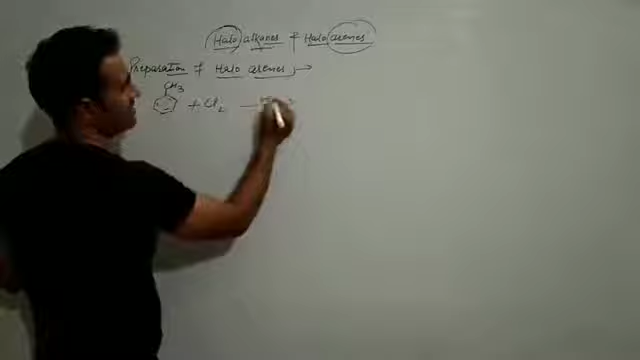 Halo alkanes & Halo arenes
Preparation of Halo arenes →
CH3
+ Cl2 —